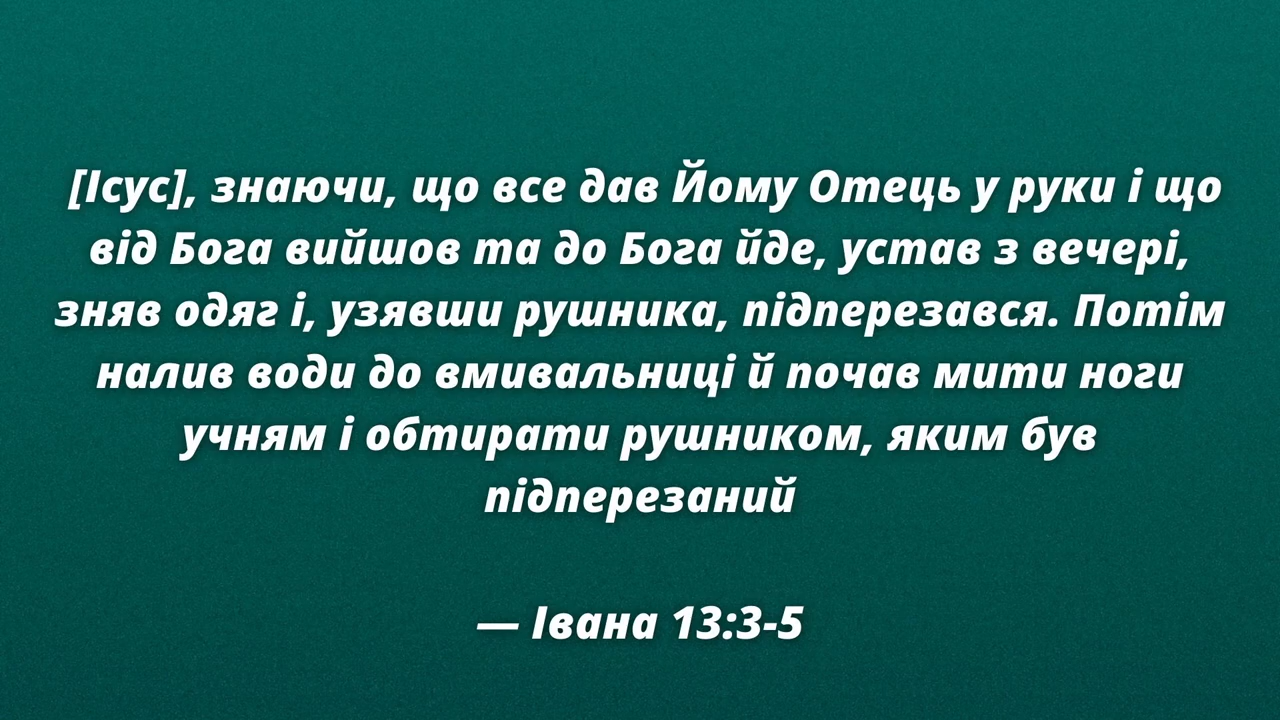 [Ісус], знаючи, що все дав Йому Отець у руки і що
від Бога вийшов та до Бога йде, устав з вечері,
зняв одяг і, узявши рушника, підперезався. Потім
налив води до вмивальниці й почав мити ноги
учням і обтирати рушником, яким був
підперезаний
— Івана 13:3-5